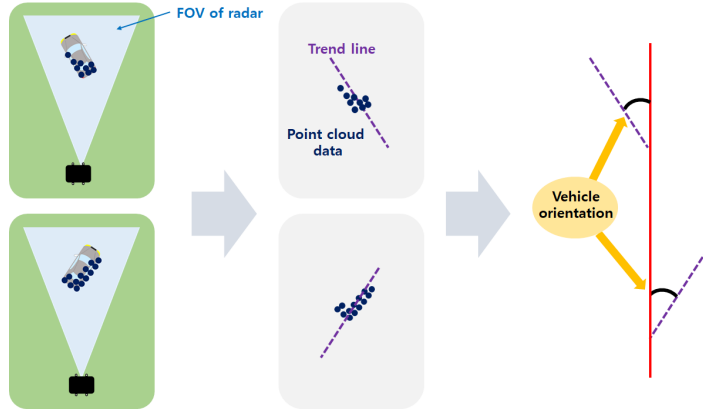 FOV of radar
Trend line
Point cloud
data
Vehicle
orientation